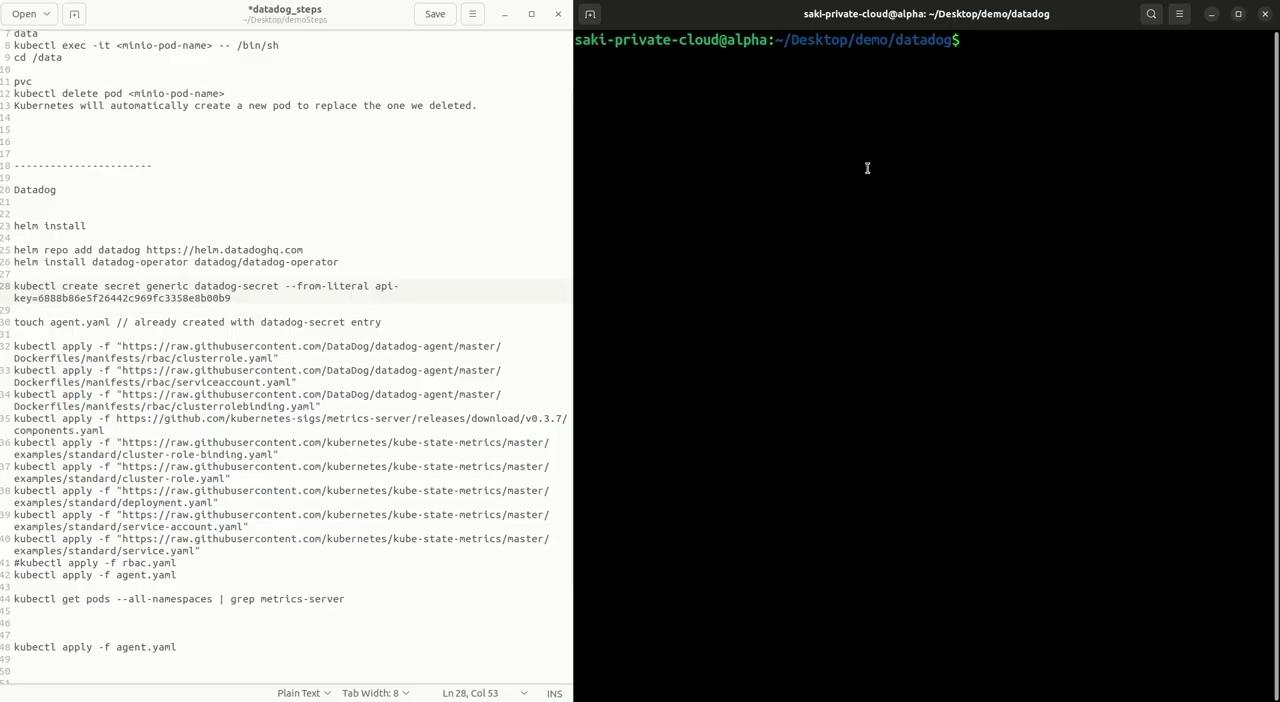 Open
*datadog_steps
~/Desktop/demoSteps
Save
saki-private-cloud@alpha: ~/Desktop/demo/datadog
7 data
8 kubectl exec -it <minio-pod-name> -- /bin/sh
9 cd /data
10
11 pvc
12 kubectl delete pod <minio-pod-name>
13 Kubernetes will automatically create a new pod to replace the one we deleted.
14
15
16
17
18 -----------------------
19
20 Datadog
21
22
23 helm install
24
25 helm repo add datadog https://helm.datadoghq.com
26 helm install datadog-operator datadog/datadog-operator
27
28 kubectl create secret generic datadog-secret --from-literal api-
key=6888b86e5f26442c969fc3358e8b00b9
29
30 touch agent.yaml // already created with datadog-secret entry
31
32 kubectl apply -f "https://raw.githubusercontent.com/DataDog/datadog-agent/master/
Dockerfiles/manifests/rbac/clusterrole.yaml"
33 kubectl apply -f "https://raw.githubusercontent.com/DataDog/datadog-agent/master/
Dockerfiles/manifests/rbac/serviceaccount.yaml"
34 kubectl apply -f "https://raw.githubusercontent.com/DataDog/datadog-agent/master/
Dockerfiles/manifests/rbac/clusterrolebinding.yaml"
35 kubectl apply -f https://github.com/kubernetes-sigs/metrics-server/releases/download/v0.3.7/
components.yaml
36 kubectl apply -f "https://raw.githubusercontent.com/kubernetes/kube-state-metrics/master/
examples/standard/cluster-role-binding.yaml"
37 kubectl apply -f "https://raw.githubusercontent.com/kubernetes/kube-state-metrics/master/
examples/standard/cluster-role.yaml"
38 kubectl apply -f "https://raw.githubusercontent.com/kubernetes/kube-state-metrics/master/
examples/standard/deployment.yaml"
39 kubectl apply -f "https://raw.githubusercontent.com/kubernetes/kube-state-metrics/master/
examples/standard/service-account.yaml"
40 kubectl apply -f "https://raw.githubusercontent.com/kubernetes/kube-state-metrics/master/
examples/standard/service.yaml"
41 #kubectl apply -f rbac.yaml
42 kubectl apply -f agent.yaml
43
44 kubectl get pods --all-namespaces | grep metrics-server
45
46
47
48 kubectl apply -f agent.yaml
49
50
51
Plain Text
Tab Width: 8
Ln 28, Col 53
INS
saki-private-cloud@alpha:~/Desktop/demo/datadog$